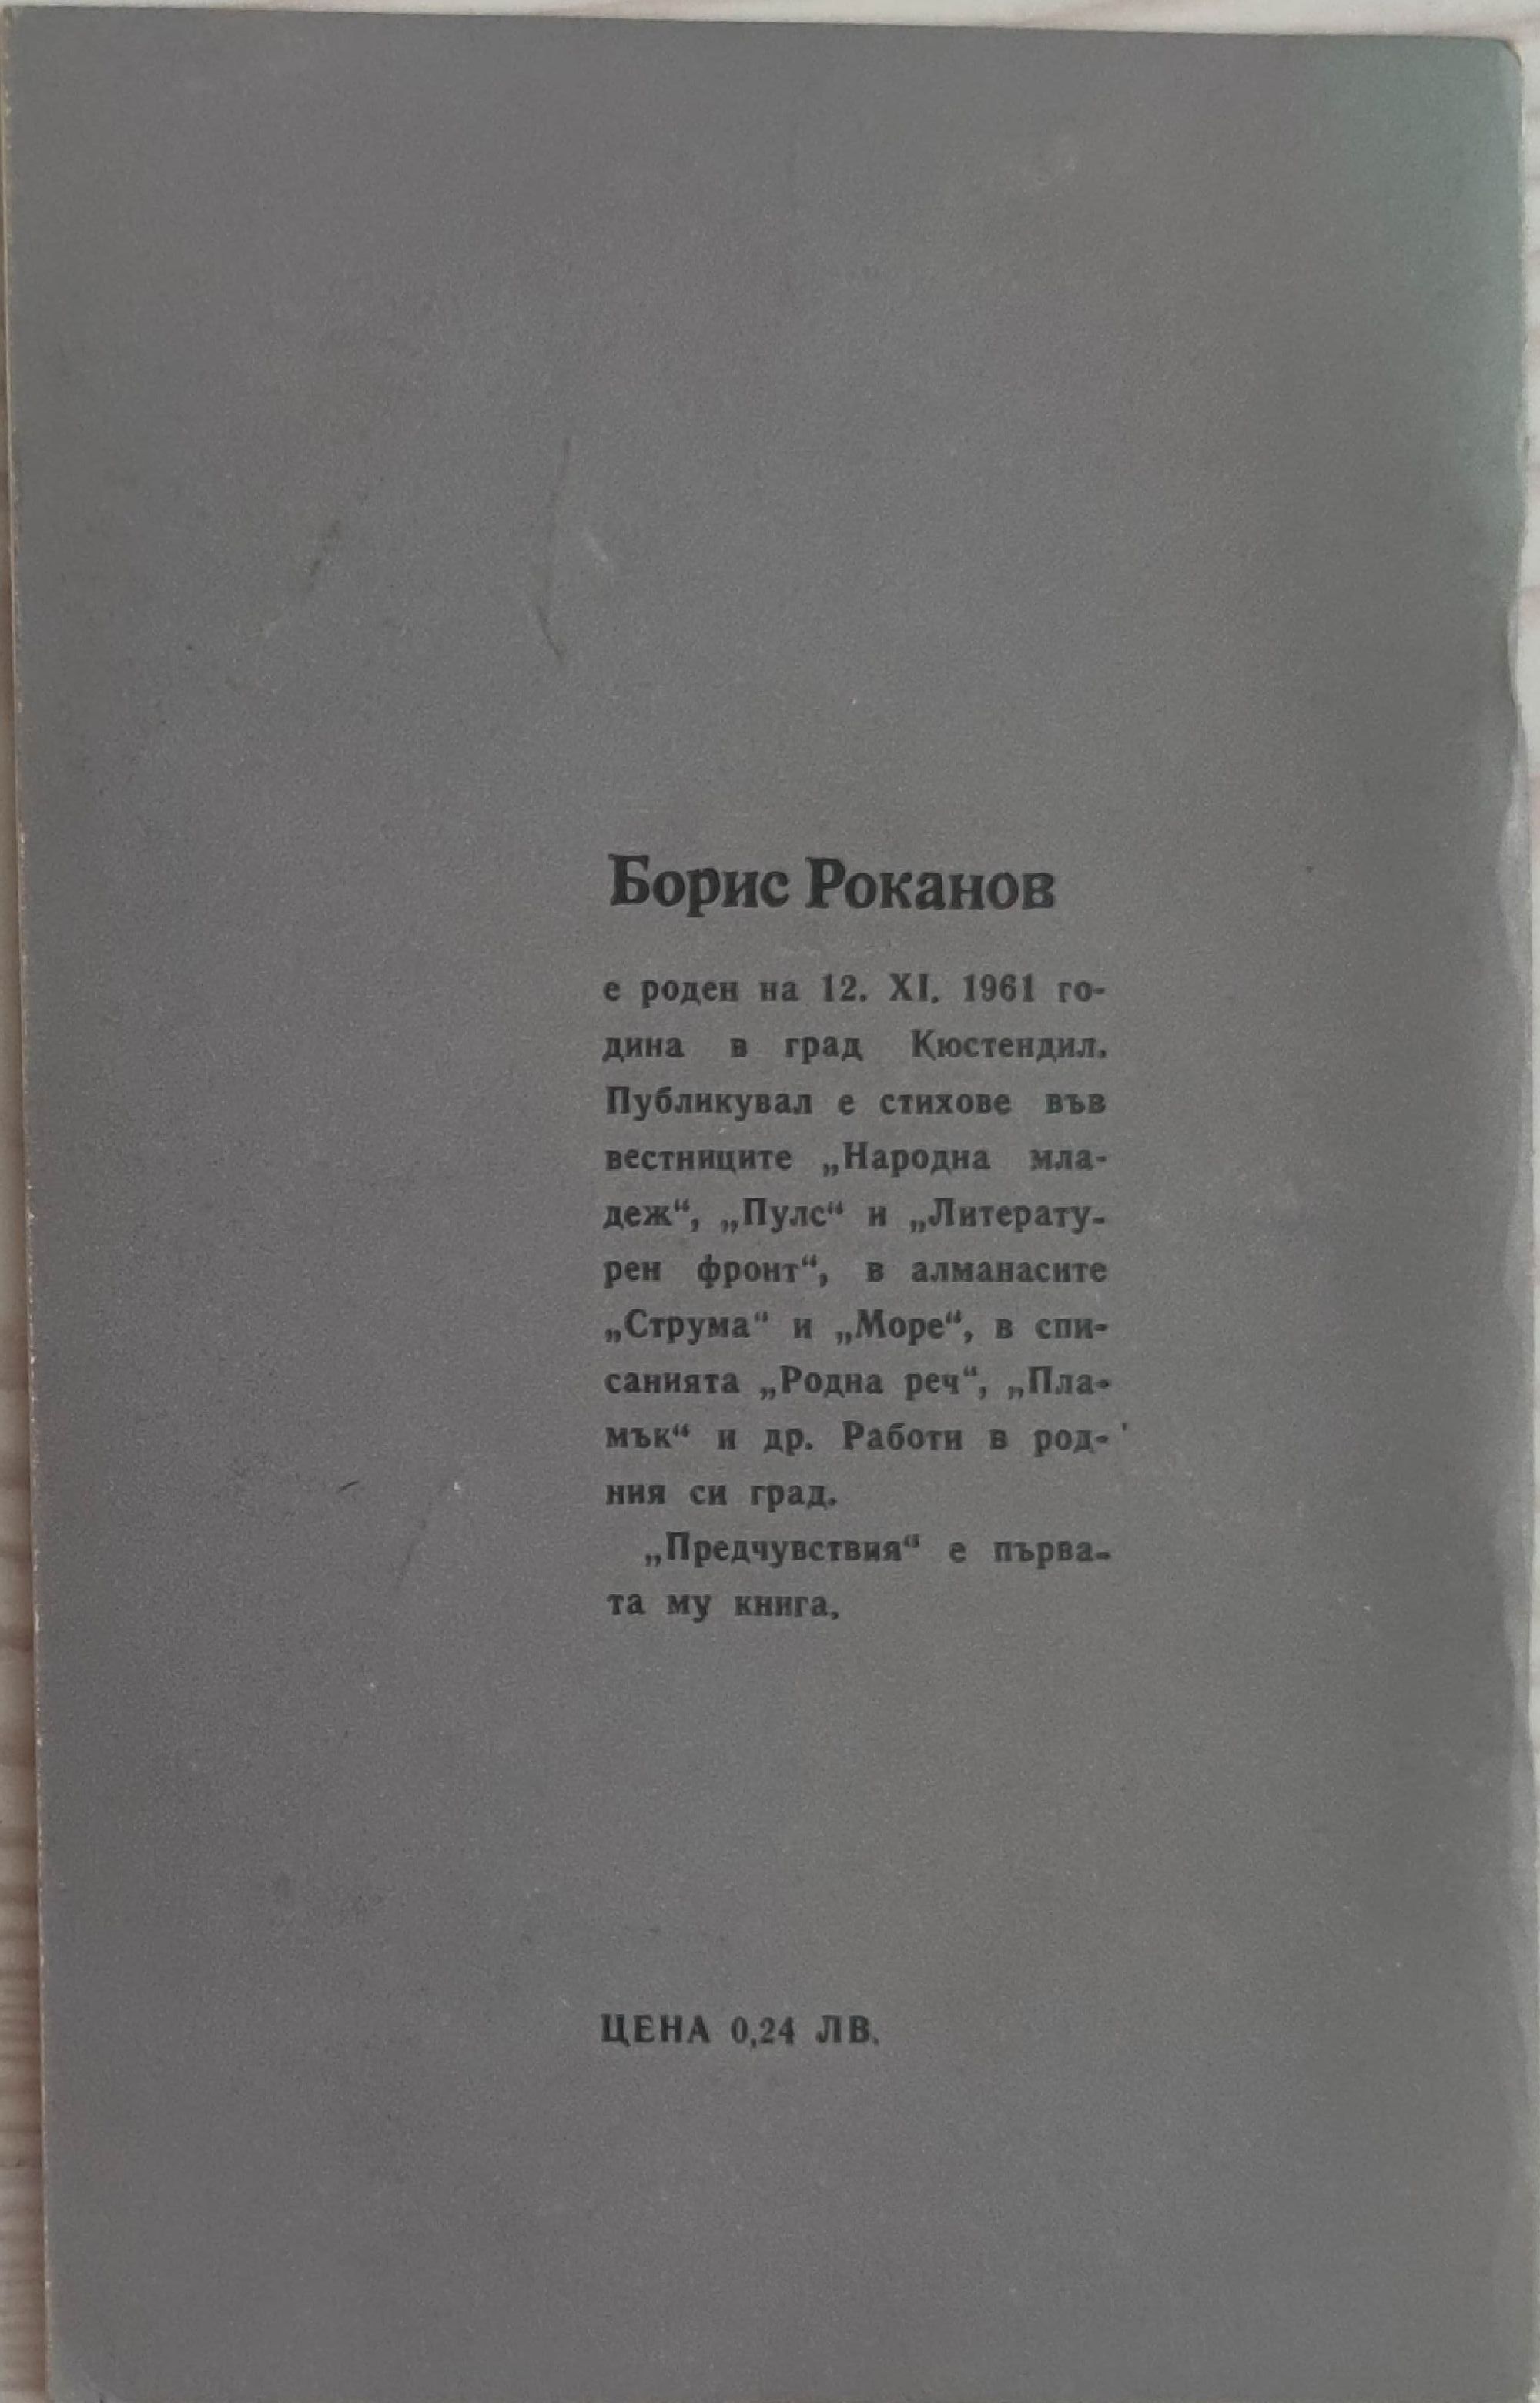 Борис Роканов
е роден на 12. XI. 1961 го-
дина в град Кюстендил.
Публикувал е стихове във
вестниците „Народна мла-
деж“, „Пулс“ и „Литерату-
рен фронт“, в алманасите
„Струма“ и „Море“, в спи-
санията „Родна реч“, „Пла-
мък“ и др. Работи в род-
ния си град.
„Предчувствия“ е първа-
та му книга.
ЦЕНА 0,24 ЛВ.